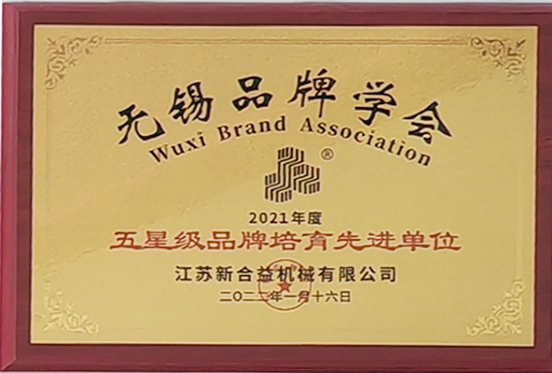 无锡品牌学会
Wuxi Brand Association
®
2021年度
五星级品牌培育先进单位
江苏新合益机械有限公司
二〇二二年一月十六日